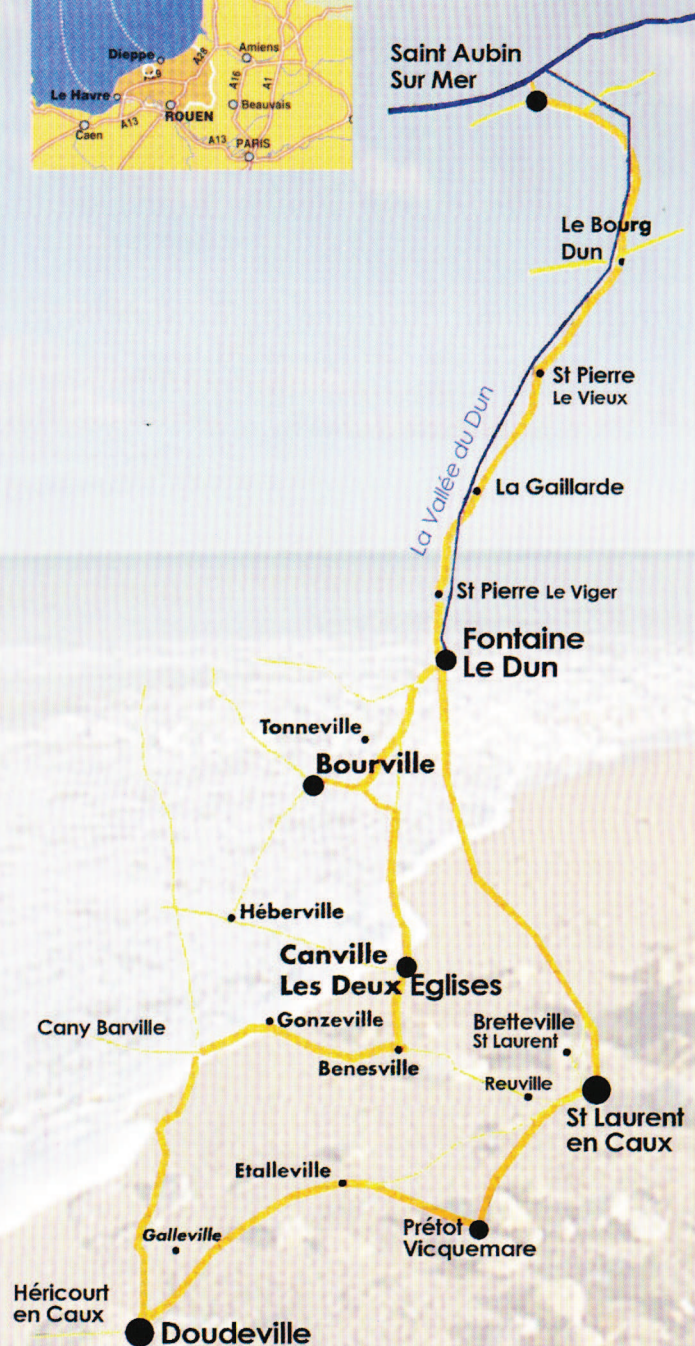 Dieppe
A28
Amiens
A29
A16
A1
Le Havre
ROUEN
Beauvais
Caen
A13
A13
PARIS
Saint Aubin
Sur Mer
Le Bourg
Dun
St Pierre
Le Vieux
La Vallée du Dun
La Gaillarde
St Pierre Le Viger
Fontaine
Le Dun
Tonneville
Bourville
Héberville
Canville
Les Deux Eglises
Gonzeville
Cany Barville
Bretteville
St Laurent
Benesville
Reuville
St Laurent
en Caux
Etalleville
Prétot
Vicquemare
Galleville
Héricourt
en Caux
Doudeville